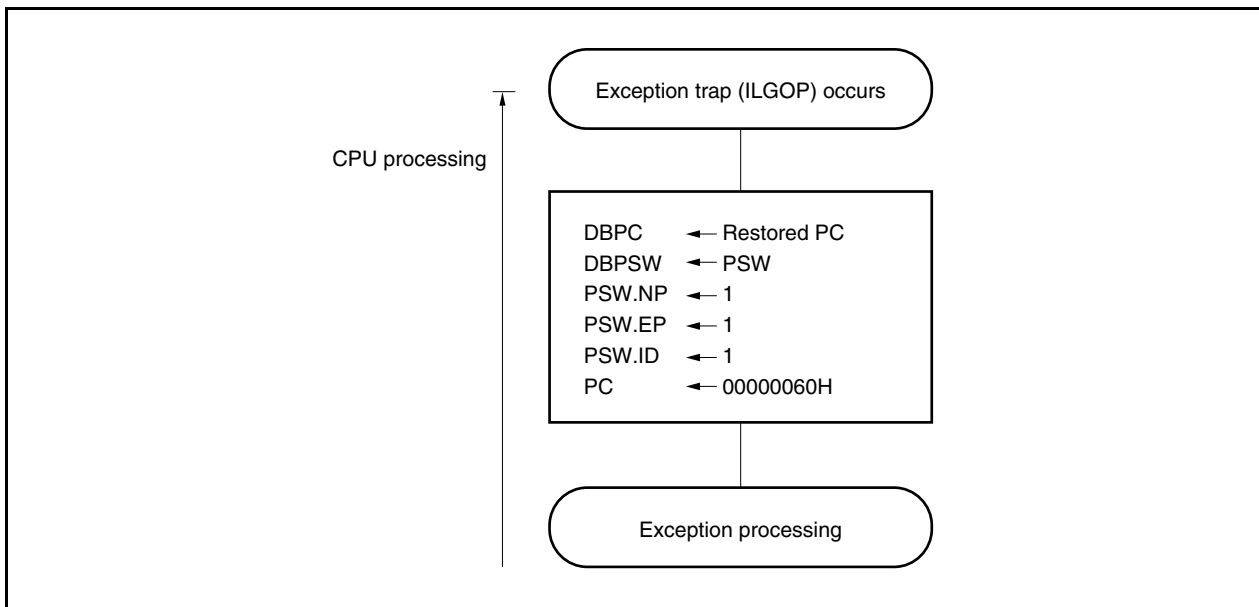 Exception trap (ILGOP) occurs
CPU processing
DBPC ← Restored PC
DBPSW ← PSW
PSW.NP ← 1
PSW.EP ← 1
PSW.ID ← 1
PC ← 00000060H
Exception processing